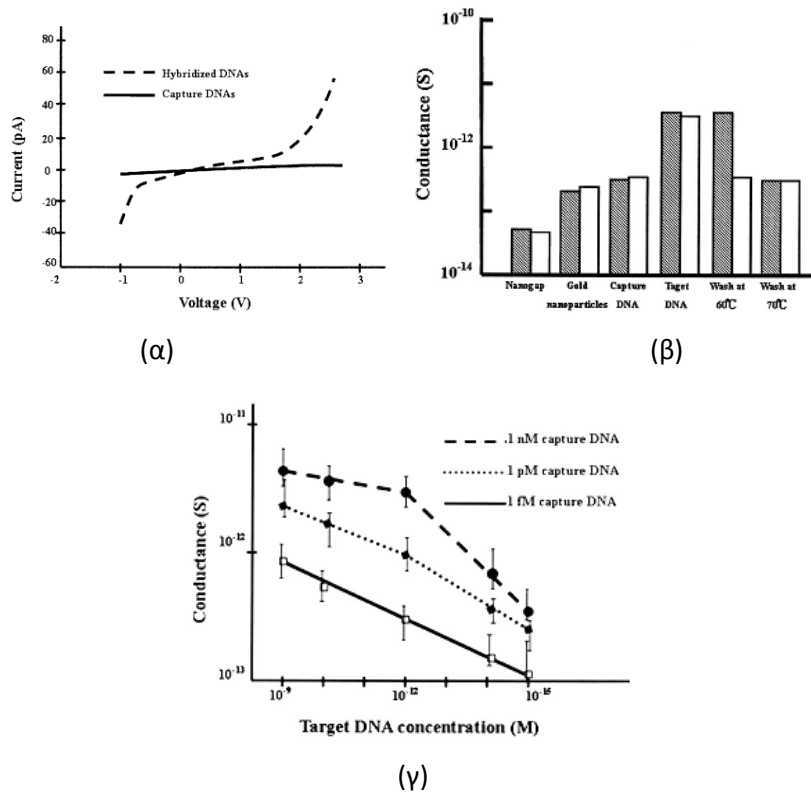 80
60
40
20
0
-20
-40
-60
Current (pA)
Hybridized DNAs
Capture DNAs
-1 0 1 2 3
Voltage (V)
(α)
10-10
10-12
10-14
Conductance (S)
Nanogap Gold nanoparticles Capture DNA Taget DNA Wash at 60℃ Wash at 70℃
(β)
10-11
10-12
10-13
Conductance (S)
1 nM capture DNA
1 pM capture DNA
1 fM capture DNA
10-9 10-12 10-15
Target DNA concentration (M)
(γ)